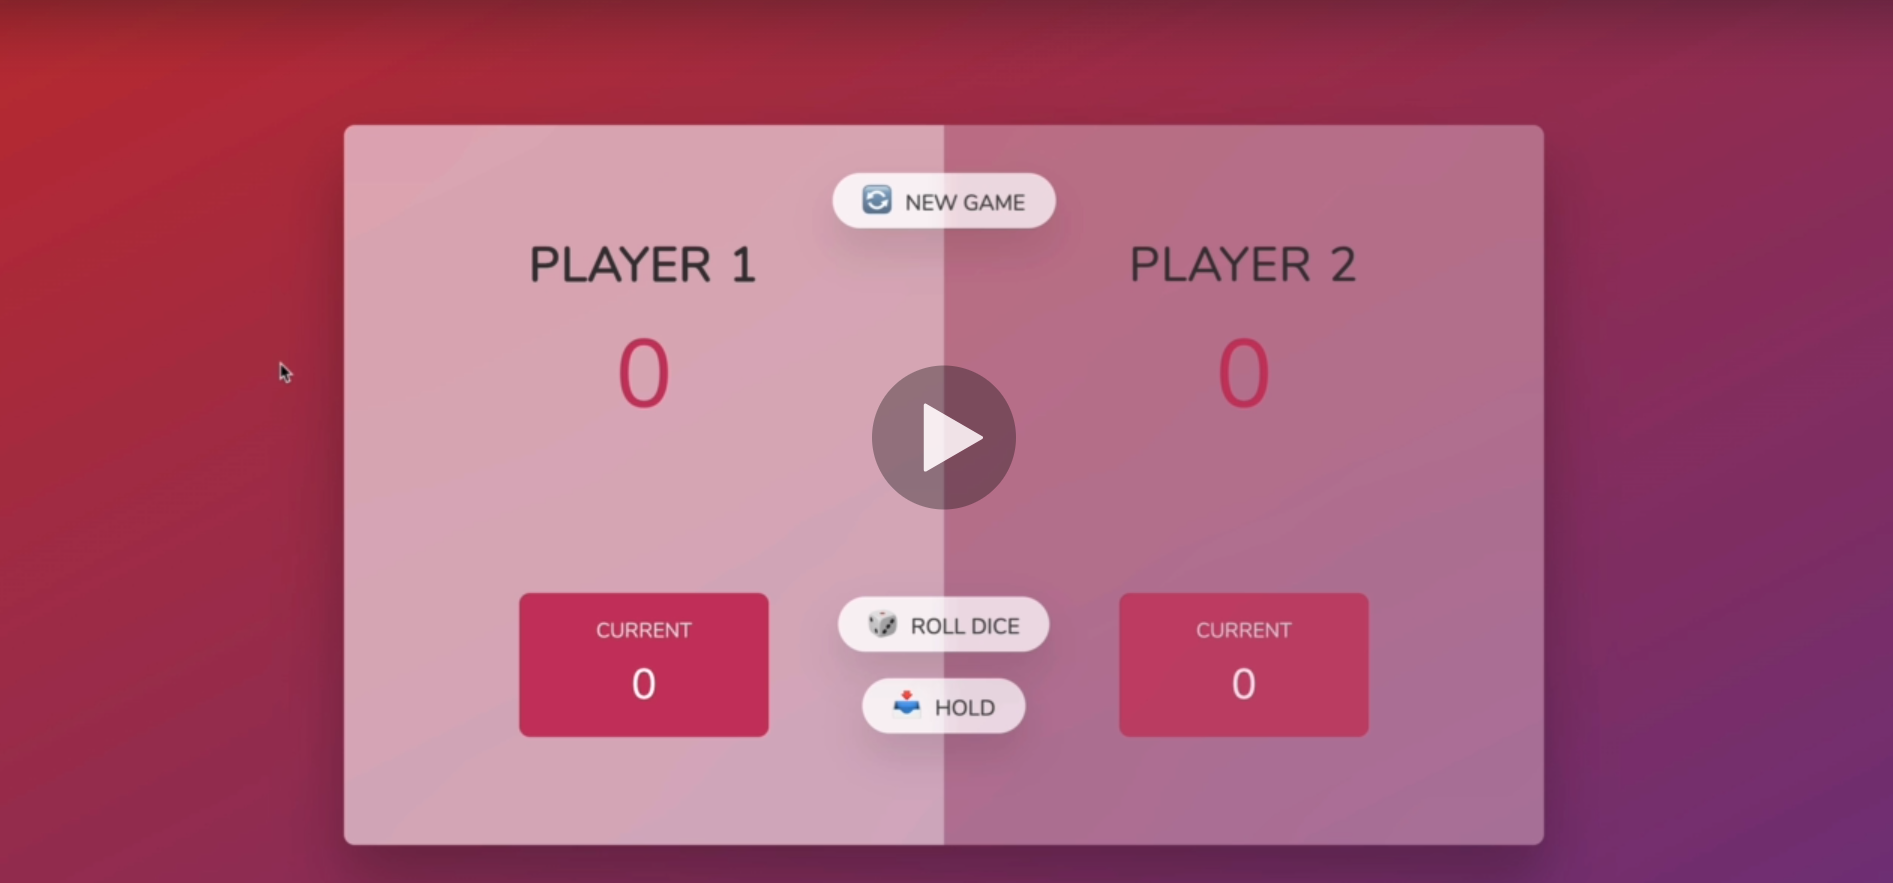 NEW GAME
PLAYER 1
PLAYER 2
0
0
CURRENT
0
ROLL DICE
HOLD
CURRENT
0